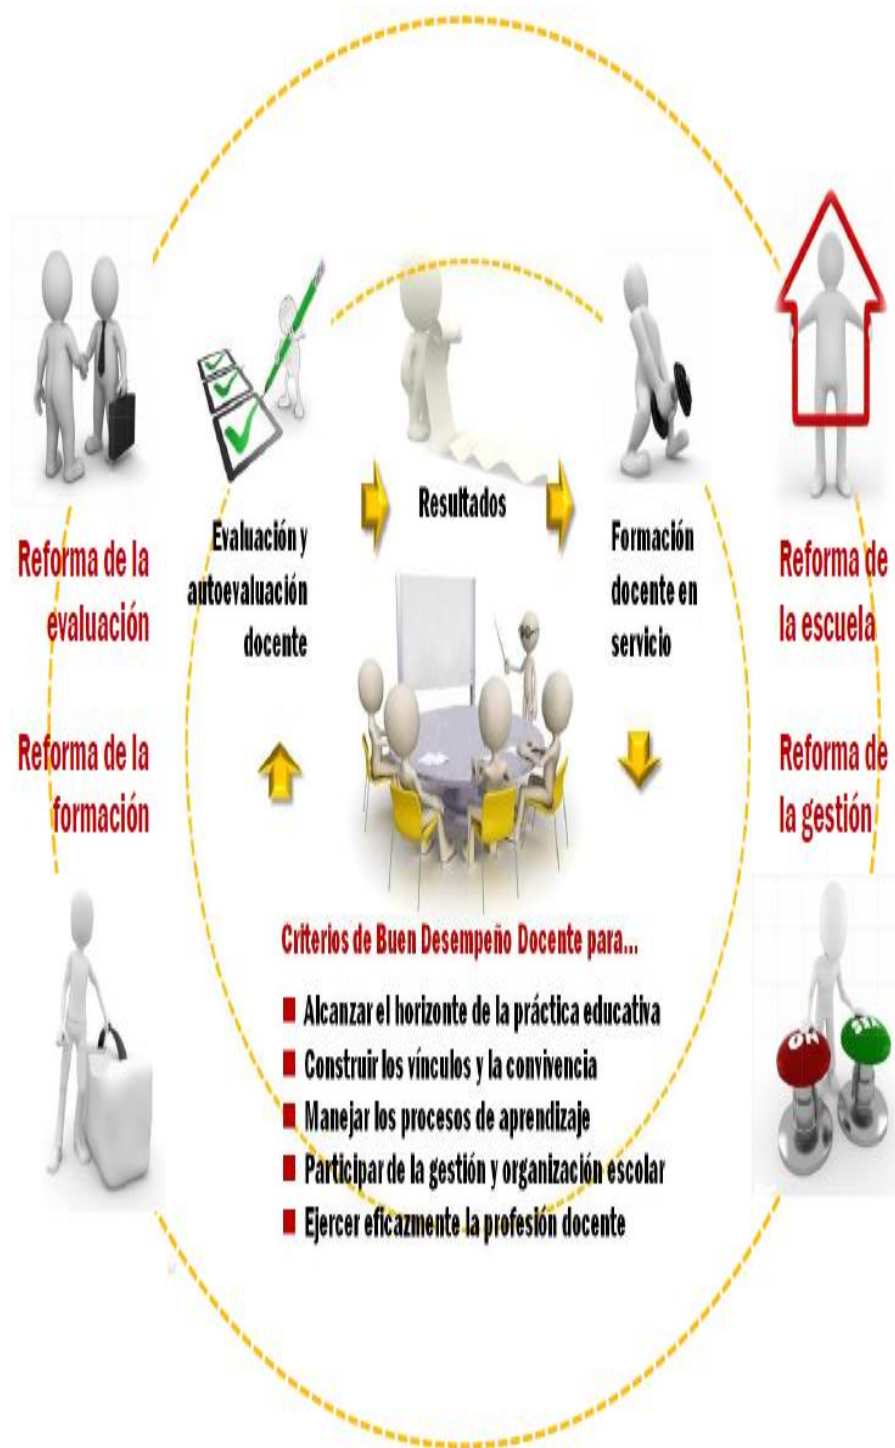 Resultados
Evaluación y
autoevaluación
docente
Formación
docente en
servicio
Reforma de la
evaluación
Reforma de
la escuela
Reforma de la
formación
Reforma de
la gestión
Criterios de Buen Desempeño Docente para...
Alcanzar el horizonte de la práctica educativa
Construir los vínculos y la convivencia
Manejar los procesos de aprendizaje
Participar de la gestión y organización escolar
Ejercer eficazmente la profesión docente